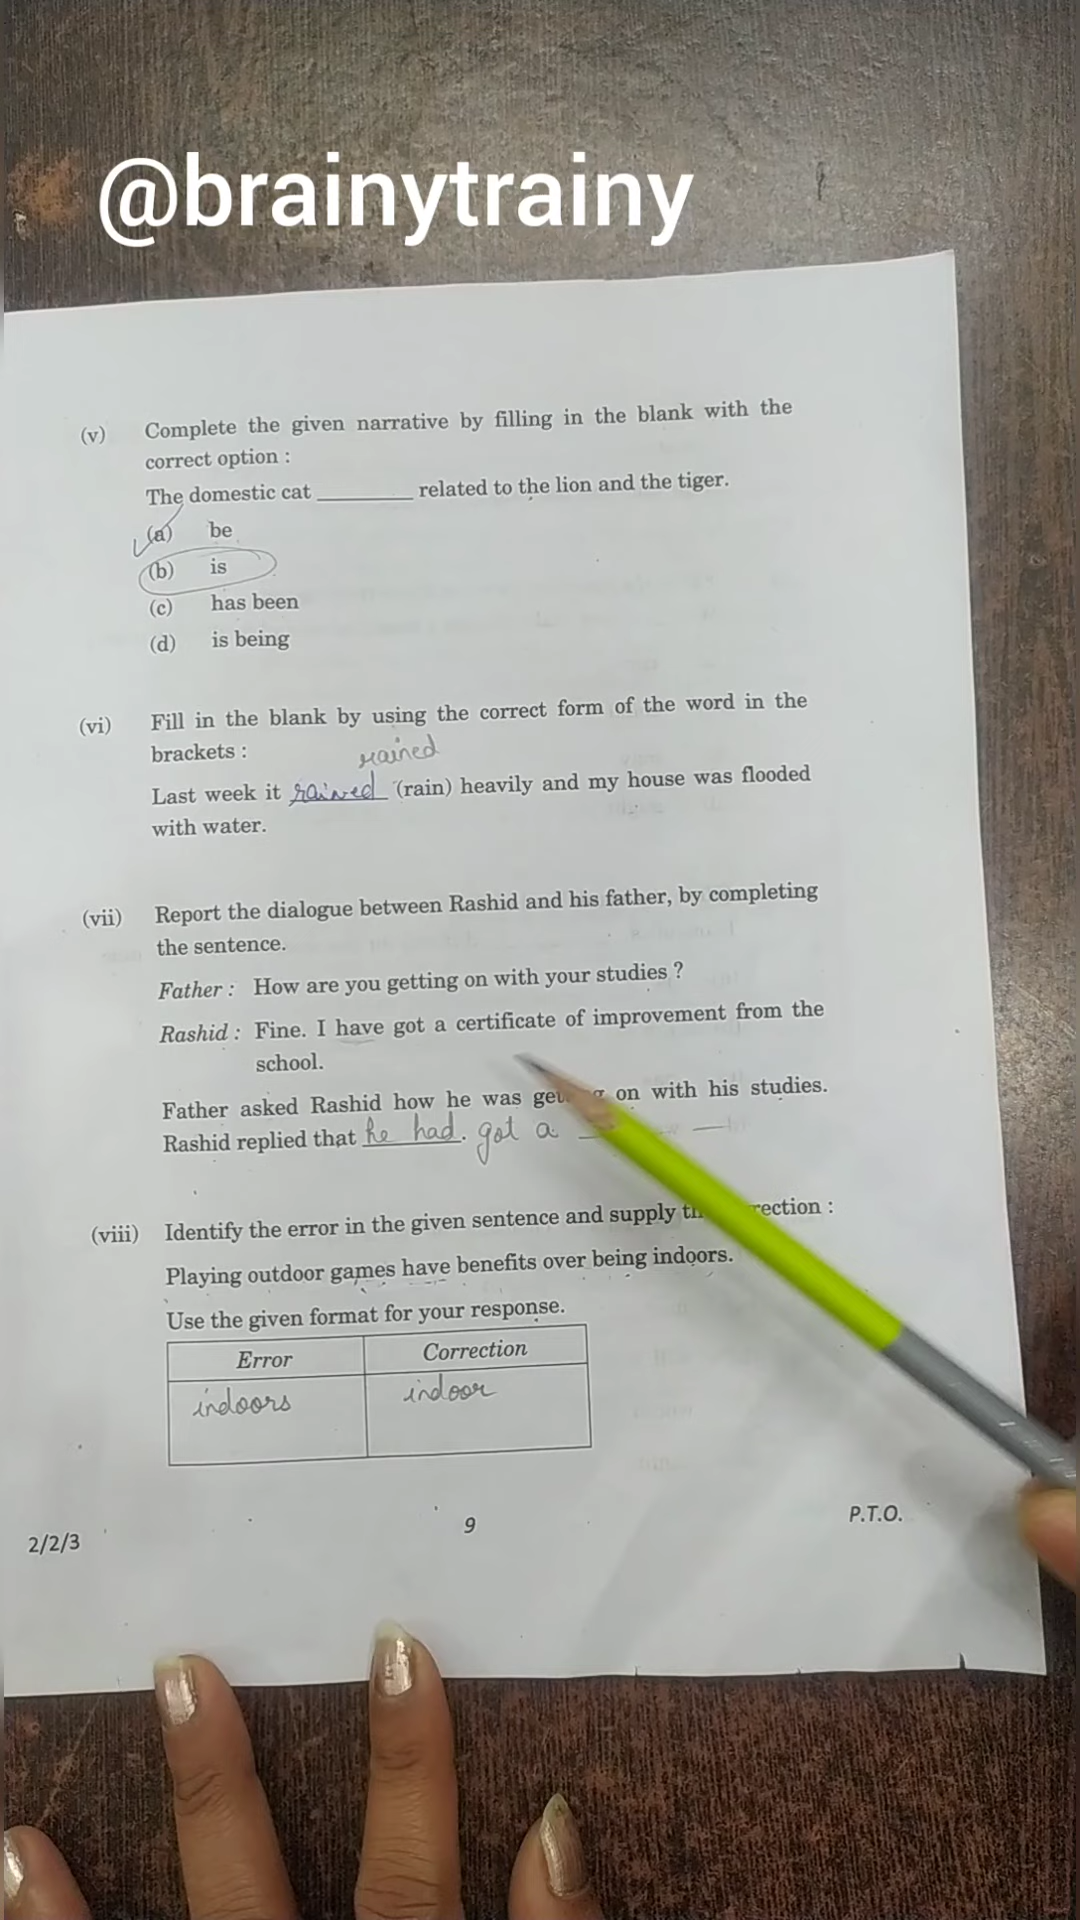 @brainytrainy
(v) Complete the given narrative by filling in the blank with the
correct option :
The domestic cat ________ related to the lion and the tiger.
(a) be
(b) is
(c) has been
(d) is being
(vi) Fill in the blank by using the correct form of the word in the
brackets :
rained
Last week it rained (rain) heavily and my house was flooded
with water.
(vii) Report the dialogue between Rashid and his father, by completing
the sentence.
Father : How are you getting on with your studies ?
Rashid : Fine. I have got a certificate of improvement from the
school.
Father asked Rashid how he was on with his studies.
Rashid replied that he had. got a
(viii) Identify the error in the given sentence and supply :
Playing outdoor games have benefits over being indoors.
Use the given format for your response.
Error Correction
indoors indoor
2/2/3 9 P.T.O.